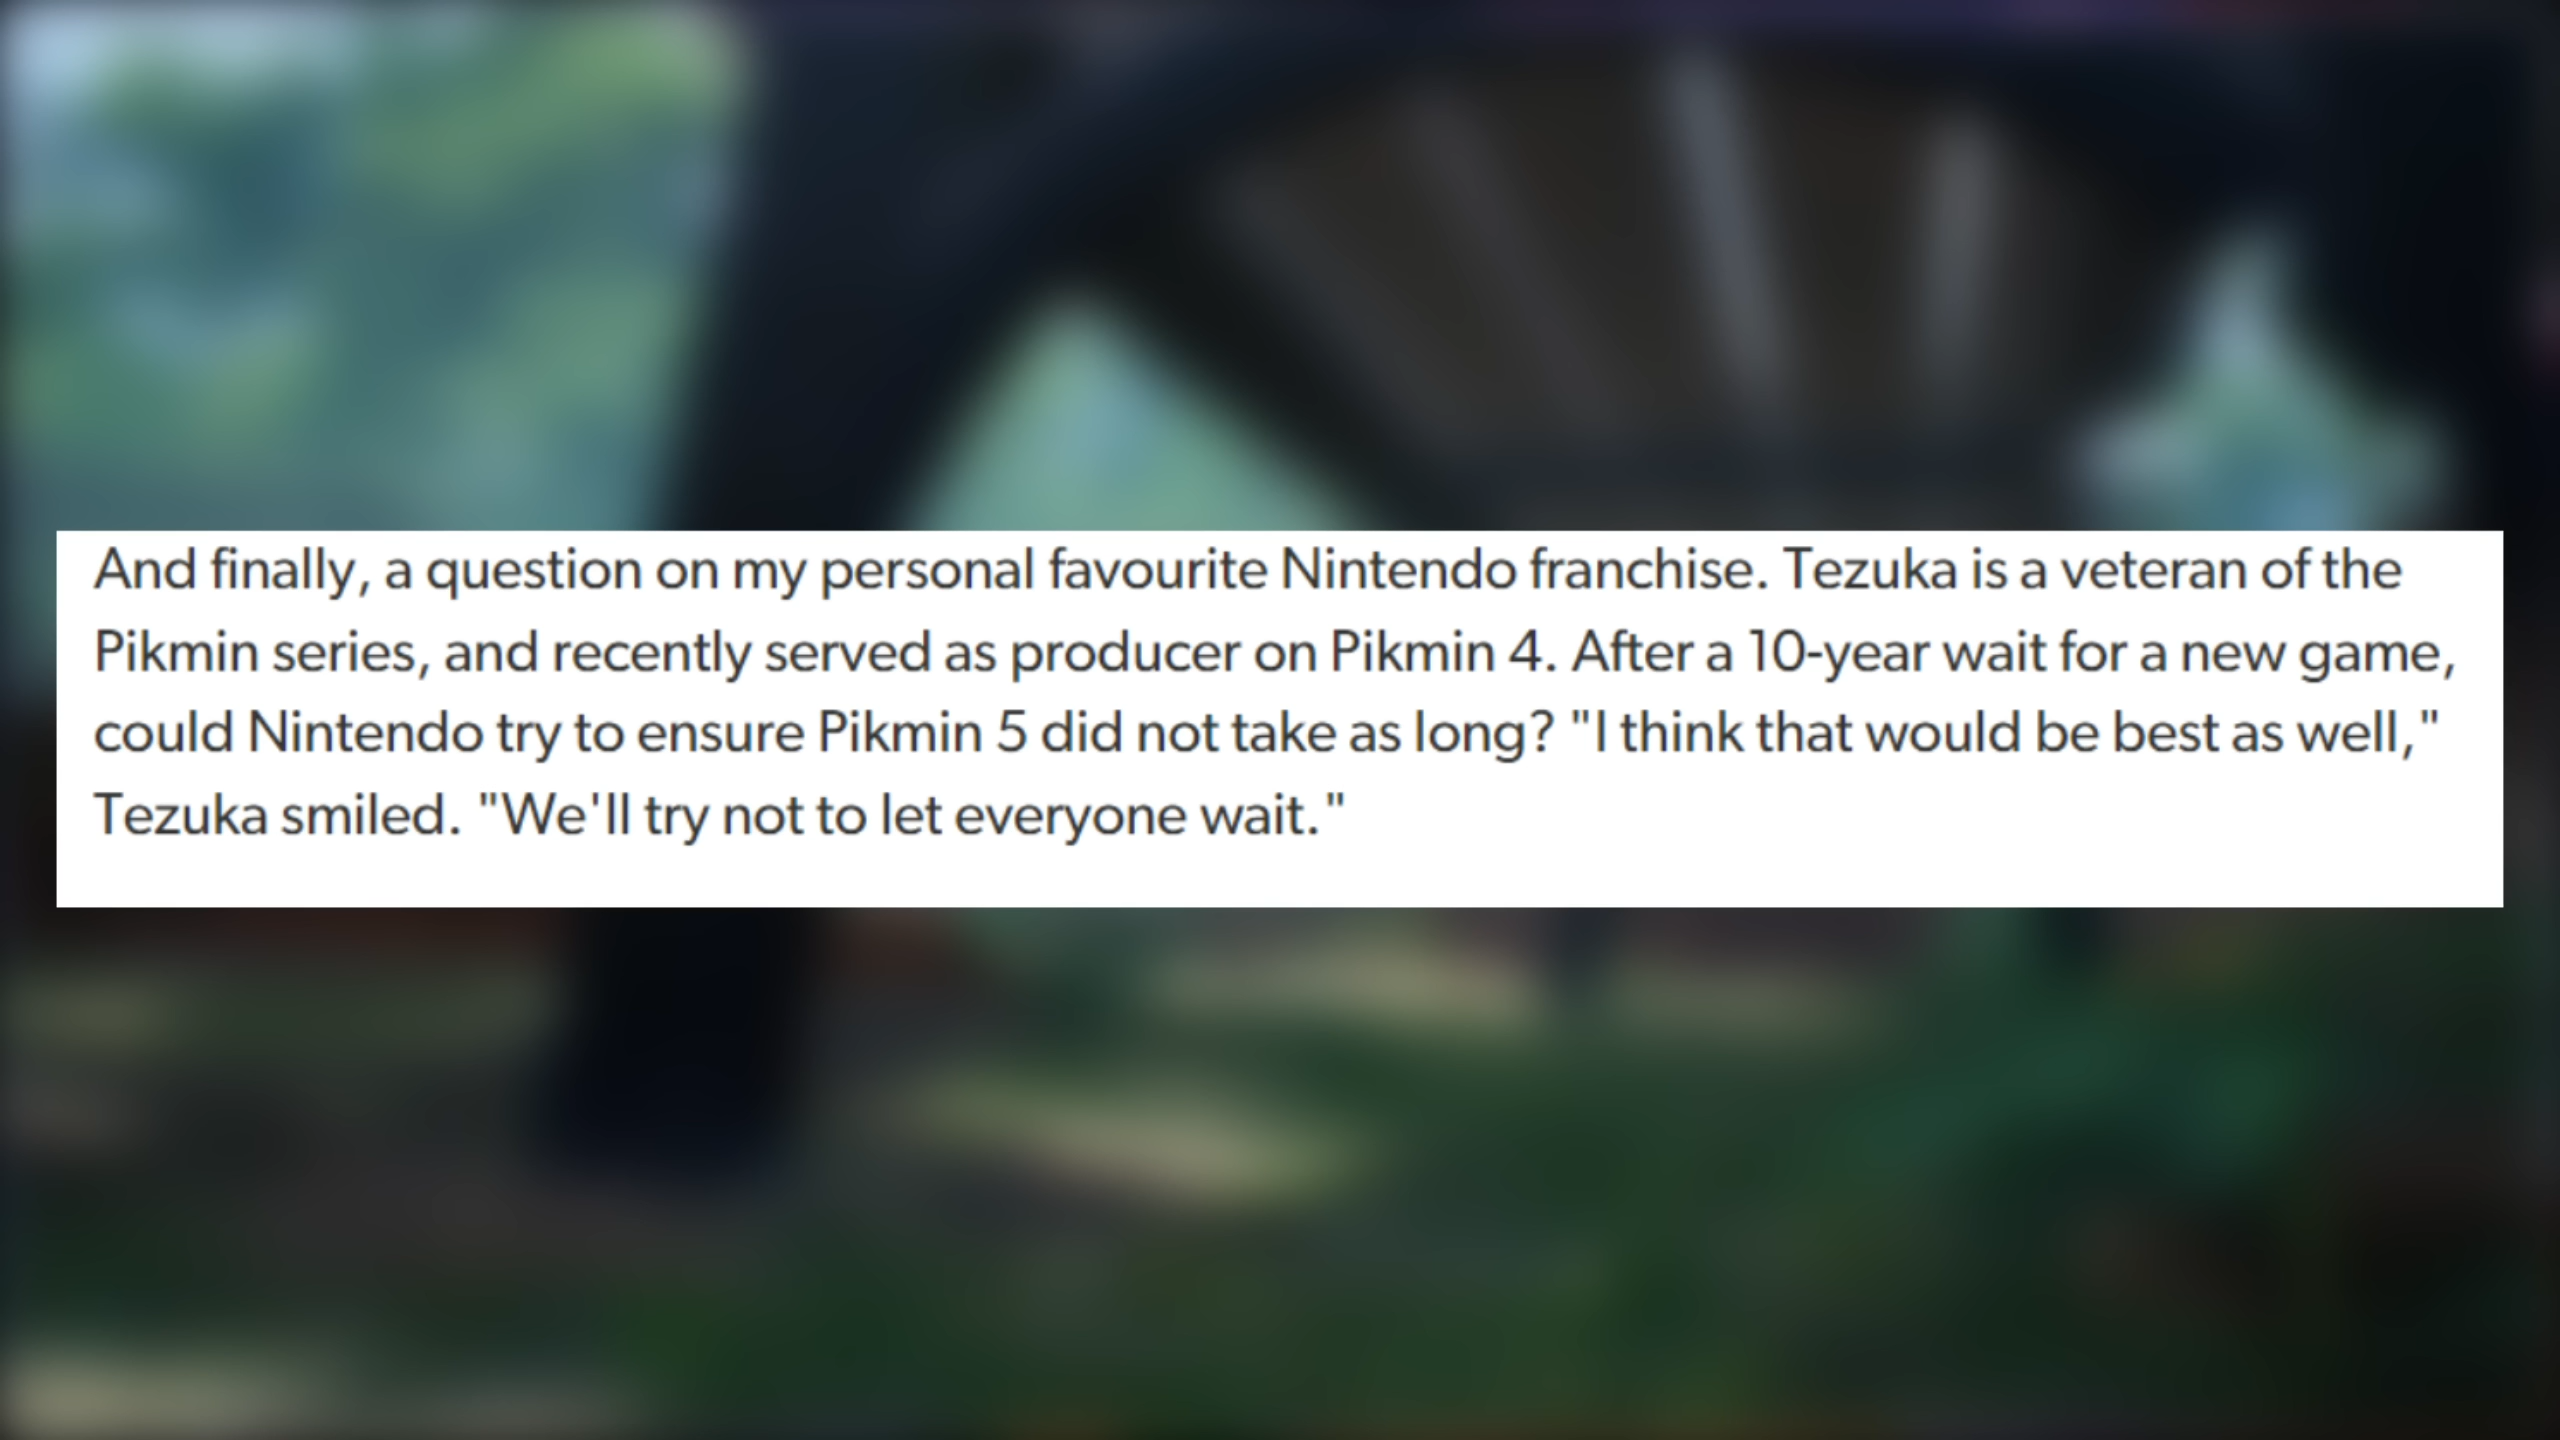 And finally, a question on my personal favourite Nintendo franchise. Tezuka is a veteran of the
Pikmin series, and recently served as producer on Pikmin 4. After a 10-year wait for a new game,
could Nintendo try to ensure Pikmin 5 did not take as long? "I think that would be best as well,"
Tezuka smiled. "We'll try not to let everyone wait."